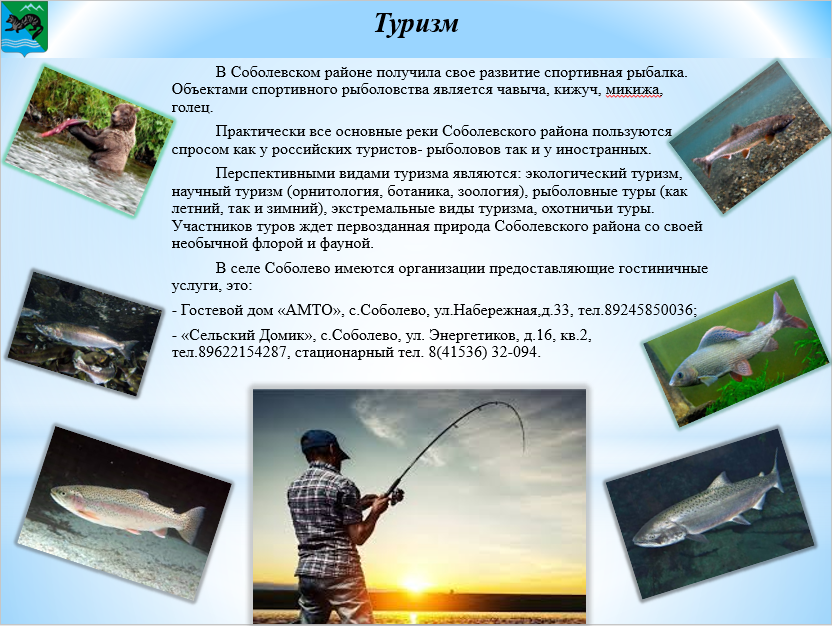 Туризм
В Соболевском районе получила свое развитие спортивная рыбалка.
Объектами спортивного рыболовства является чавыча, кижуч, микижа,
голец.
Практически все основные реки Соболевского района пользуются
спросом как у российских туристов- рыболовов так и у иностранных.
Перспективными видами туризма являются: экологический туризм,
научный туризм (орнитология, ботаника, зоология), рыболовные туры (как
летний, так и зимний), экстремальные виды туризма, охотничьи туры.
Участников туров ждет первозданная природа Соболевского района со своей
необычной флорой и фауной.
В селе Соболево имеются организации предоставляющие гостиничные
услуги, это:
- Гостевой дом «АМТО», с.Соболево, ул.Набережная,д.33, тел.89245850036;
- «Сельский Домик», с.Соболево, ул. Энергетиков, д.16, кв.2,
тел.89622154287, стационарный тел. 8(41536) 32-094.